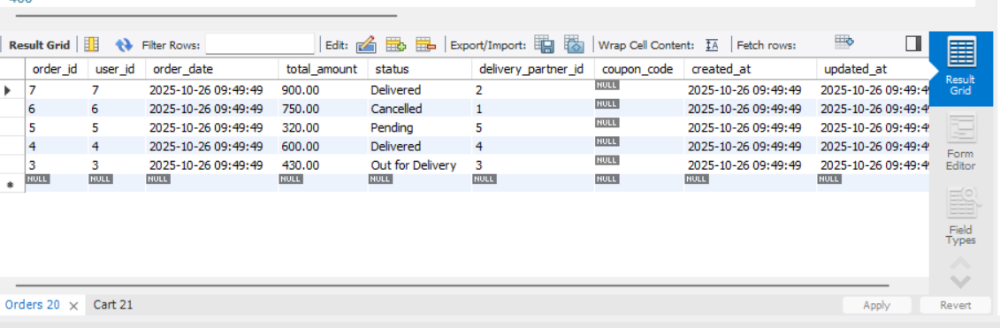 Result Grid Filter Rows: Edit: Export/Import: Wrap Cell Content: Fetch rows:
order_id user_id order_date total_amount status delivery_partner_id coupon_code created_at updated_at
7 7 2025-10-26 09:49:49 900.00 Delivered 2 NULL 2025-10-26 09:49:49 2025-10-26 09:49:4
6 6 2025-10-26 09:49:49 750.00 Cancelled 1 NULL 2025-10-26 09:49:49 2025-10-26 09:49:4
5 5 2025-10-26 09:49:49 320.00 Pending 5 NULL 2025-10-26 09:49:49 2025-10-26 09:49:4
4 4 2025-10-26 09:49:49 600.00 Delivered 4 NULL 2025-10-26 09:49:49 2025-10-26 09:49:4
3 3 2025-10-26 09:49:49 430.00 Out for Delivery 3 NULL 2025-10-26 09:49:49 2025-10-26 09:49:4
NULL NULL NULL NULL NULL NULL NULL NULL NULL
Result
Grid
Form
Editor
Field
Types
Orders 20 Cart 21 Apply Revert